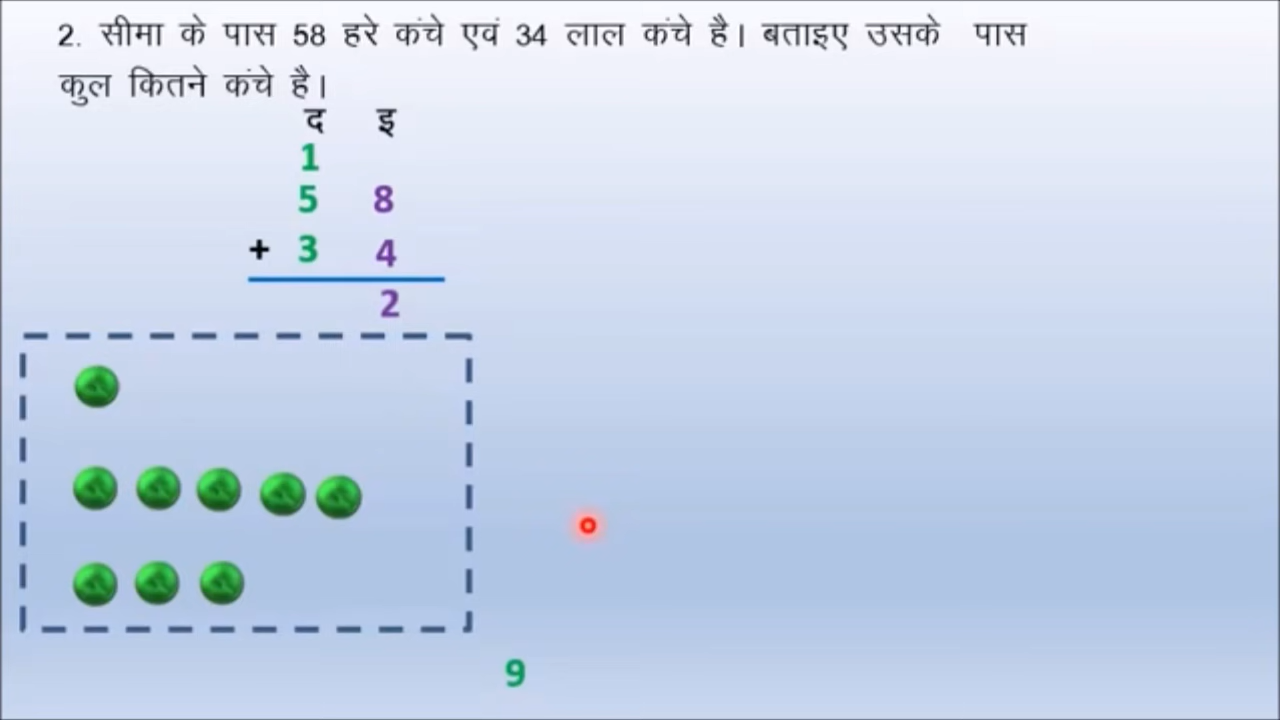 2. सीमा के पास 58 हरे कंचे एवं 34 लाल कंचे है। बताइए उसके पास
कुल कितने कंचे है।
द इ
1
5 8
+ 3 4
2
9